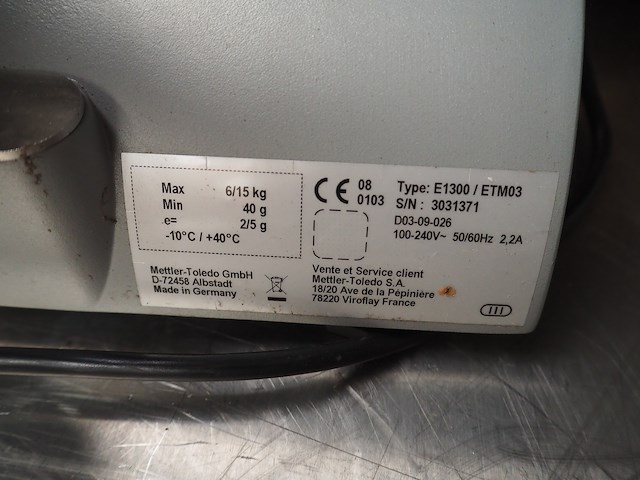 Max 6/15 kg
Min 40 g
e= 2/5 g
-10°C / +40°C
CE 08 0103
Type: E1300 / ETM03
S/N : 3031371
D03-09-026
100-240V~ 50/60Hz 2,2A
Mettler-Toledo GmbH
D-72458 Albstadt
Made in Germany
Vente et Service client
Mettler-Toledo S.A.
18/20 Ave de la Pépinière
78220 Viroflay France
III